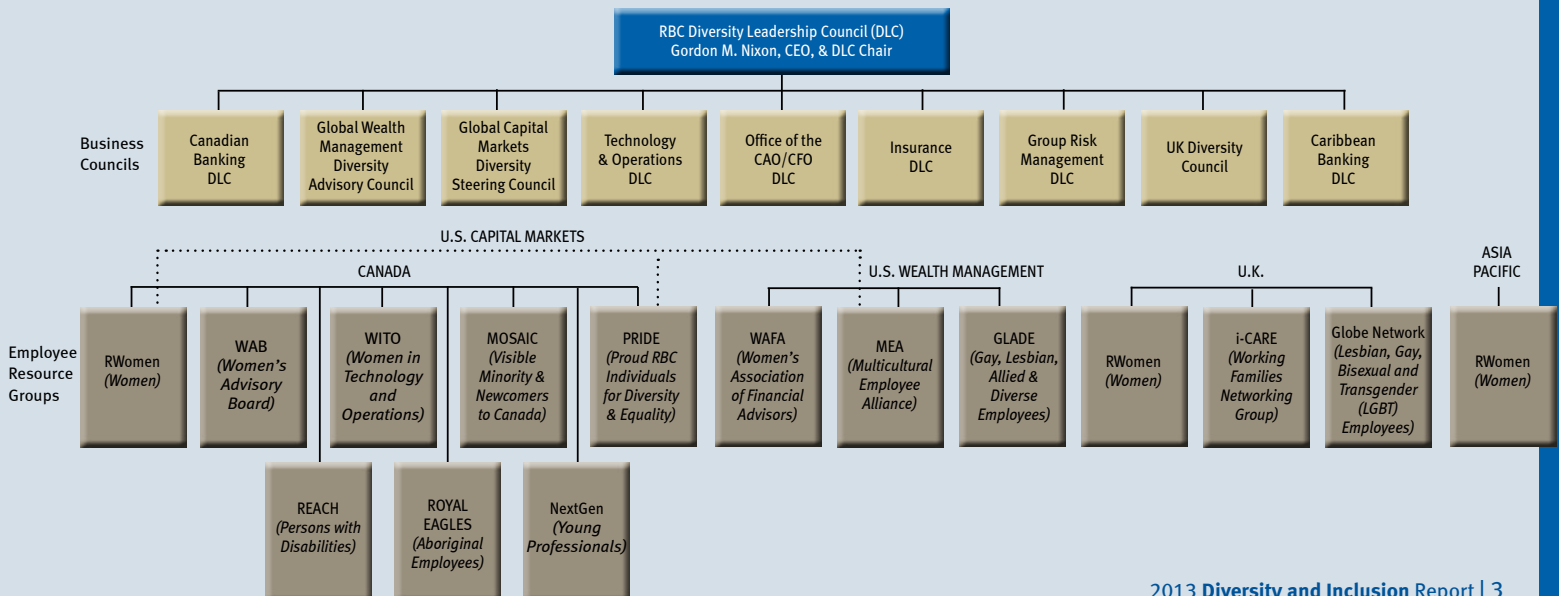 RBC Diversity Leadership Council (DLC)
Gordon M. Nixon, CEO, & DLC Chair
Business
Councils
Canadian
Banking
DLC
Global Wealth
Management
Diversity
Advisory Council
Global Capital
Markets
Diversity
Steering Council
Technology
& Operations
DLC
Office of the
CAO/CFO
DLC
Insurance
DLC
Group Risk
Management
DLC
UK Diversity
Council
Caribbean
Banking
DLC
U.S. CAPITAL MARKETS
CANADA
U.S. WEALTH MANAGEMENT
U.K.
ASIA
PACIFIC
Employee
Resource
Groups
RWomen
(Women)
WAB
(Women's
Advisory
Board)
WITO
(Women in
Technology
and
Operations)
MOSAIC
(Visible
Minority &
Newcomers
to Canada)
PRIDE
(Proud RBC
Individuals
for Diversity
& Equality)
WAFA
(Women's
Association
of Financial
Advisors)
MEA
(Multicultural
Employee
Alliance)
GLADE
(Gay, Lesbian,
Allied &
Diverse
Employees)
RWomen
(Women)
i-CARE
(Working
Families
Networking
Group)
Globe Network
(Lesbian, Gay,
Bisexual and
Transgender
(LGBT)
Employees)
RWomen
(Women)
REACH
(Persons with
Disabilities)
ROYAL
EAGLES
(Aboriginal
Employees)
NextGen
(Young
Professionals)
2013 Diversity and Inclusion Report | 3